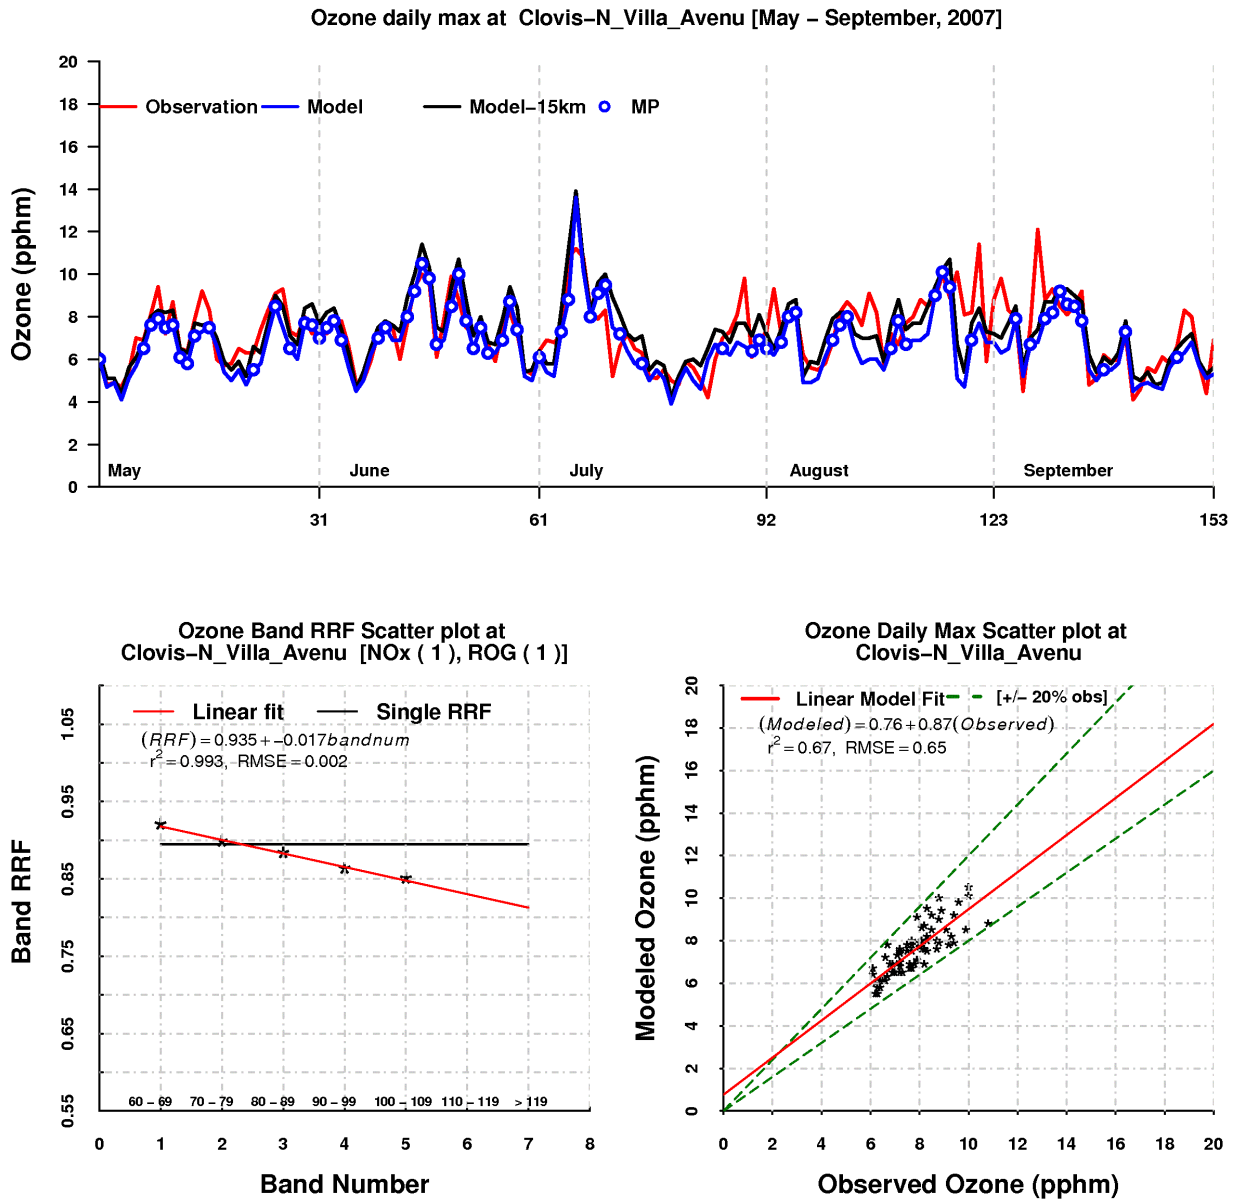 Ozone daily max at Clovis−N_Villa_Avenu [May − September, 2007]
Ozone (pphm)
20
18
16
14
12
10
8
6
4
2
0
Observation Model Model−15km MP
May June July August September
31 61 92 123 153
Ozone Band RRF Scatter plot at
Clovis−N_Villa_Avenu [NOx ( 1 ), ROG ( 1 )]
Linear fit Single RRF
(RRF) = 0.935 + −0.017bandnum
r² = 0.993, RMSE = 0.002
Band RRF
1.05
0.95
0.85
0.75
0.65
0.55
60 − 69 70 − 79 80 − 89 90 − 99 100 − 109 110 − 119 > 119
0 1 2 3 4 5 6 7 8
Band Number
Ozone Daily Max Scatter plot at
Clovis−N_Villa_Avenu
Linear Model Fit [+/− 20% obs]
(Modeled) = 0.76 + 0.87(Observed)
r² = 0.67, RMSE = 0.65
Modeled Ozone (pphm)
20
18
16
14
12
10
8
6
4
2
0
0 2 4 6 8 10 12 14 16 18 20
Observed Ozone (pphm)